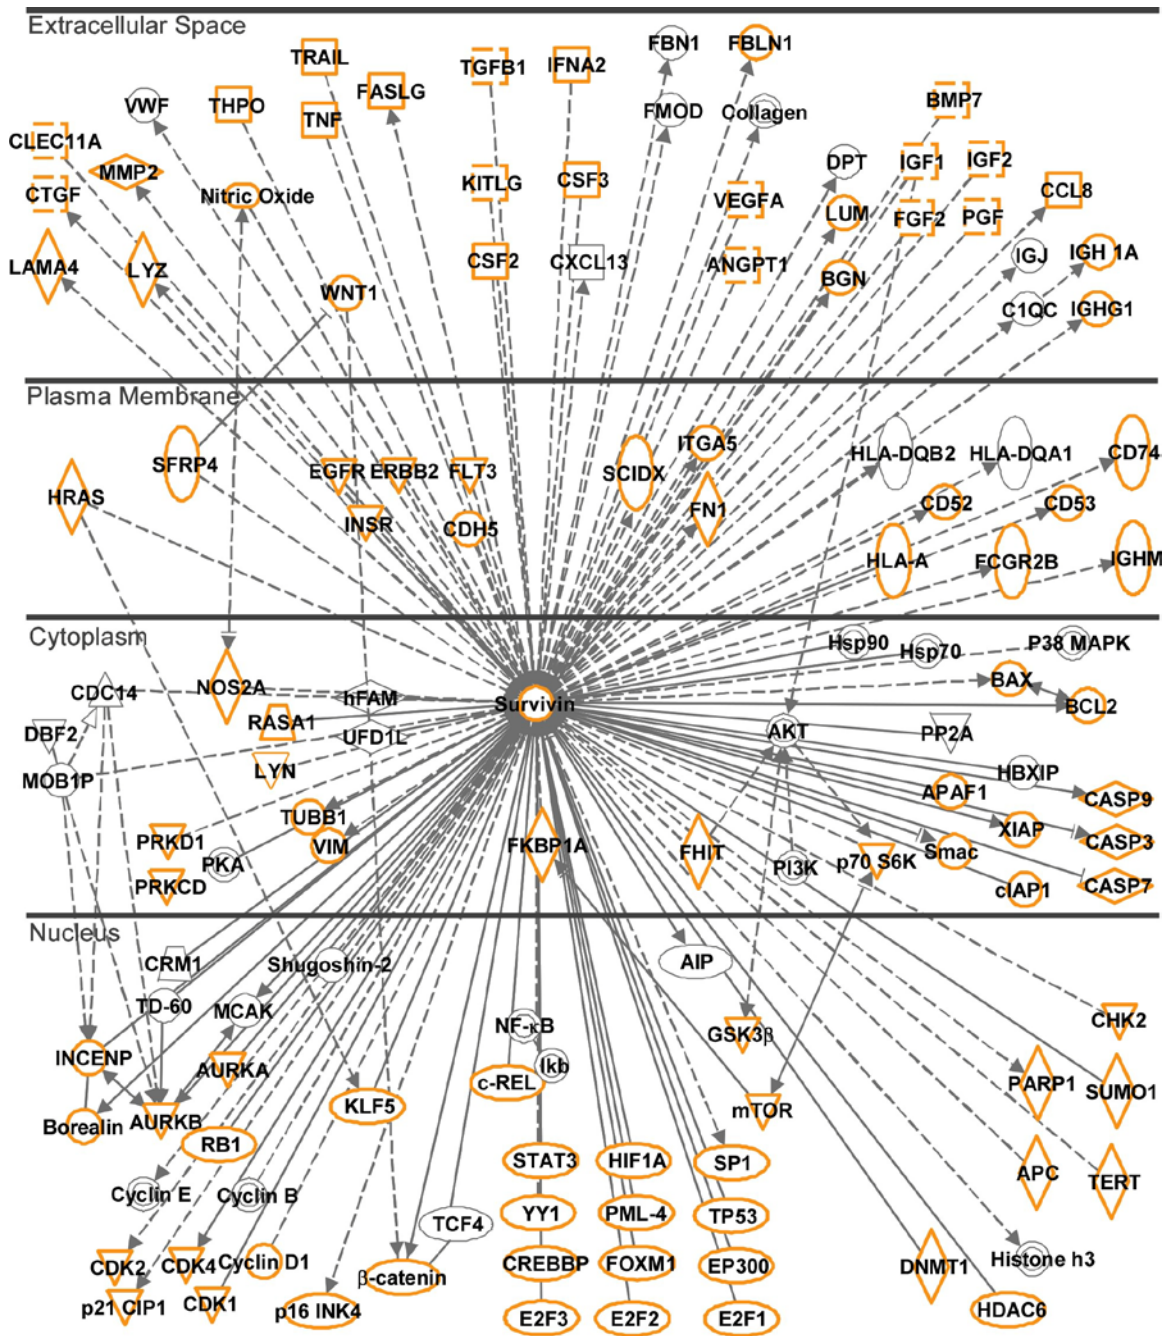 Extracellular Space
TRAIL
TGFB1
IFNA2
FBN1
FBLN1
VWF
THPO
TNF
FASLG
FMOD
Collagen
BMP7
CLEC11A
MMP2
CTGF
Nitric Oxide
KITLG
CSF3
VEGFA
DPT
IGF1
IGF2
CCL8
LUM
FGF2
PGF
LAMA4
LYZ
WNT1
CSF2
CXCL13
ANGPT1
BGN
IGJ
IGH 1A
C1QC
IGHG1
Plasma Membrane
SFRP4
HRAS
EGFR
ERBB2
FLT3
INSR
CDH5
SCIDX
ITGA5
FN1
HLA-DQB2
HLA-DQA1
CD74
CD52
CD53
HLA-A
FCGR2B
IGHM
Cytoplasm
Hsp90
Hsp70
P38 MAPK
CDC14
NOS2A
hFAM
Survivin
BAX
BCL2
DBF2
RASA1
UFD1L
AKT
PP2A
MOB1P
LYN
HBXIP
APAF1
CASP9
TUBB1
PRKD1
VIM
PKA
FKBP1A
FHIT
PI3K
p70 S6K
XIAP
Smac
CASP3
PRKCD
cIAP1
CASP7
Nucleus
CRM1
Shugoshin-2
AIP
TD-60
MCAK
NF-κB
GSK3β
CHK2
INCENP
AURKA
Ikb
c-REL
KLF5
mTOR
PARP1
SUMO1
Borealin
AURKB
RB1
STAT3
HIF1A
SP1
APC
TERT
Cyclin E
Cyclin B
TCF4
YY1
PML-4
TP53
CDK2
CDK4
Cyclin D1
β-catenin
CREBBP
FOXM1
EP300
DNMT1
Histone h3
p21 CIP1
CDK1
p16 INK4
E2F3
E2F2
E2F1
HDAC6